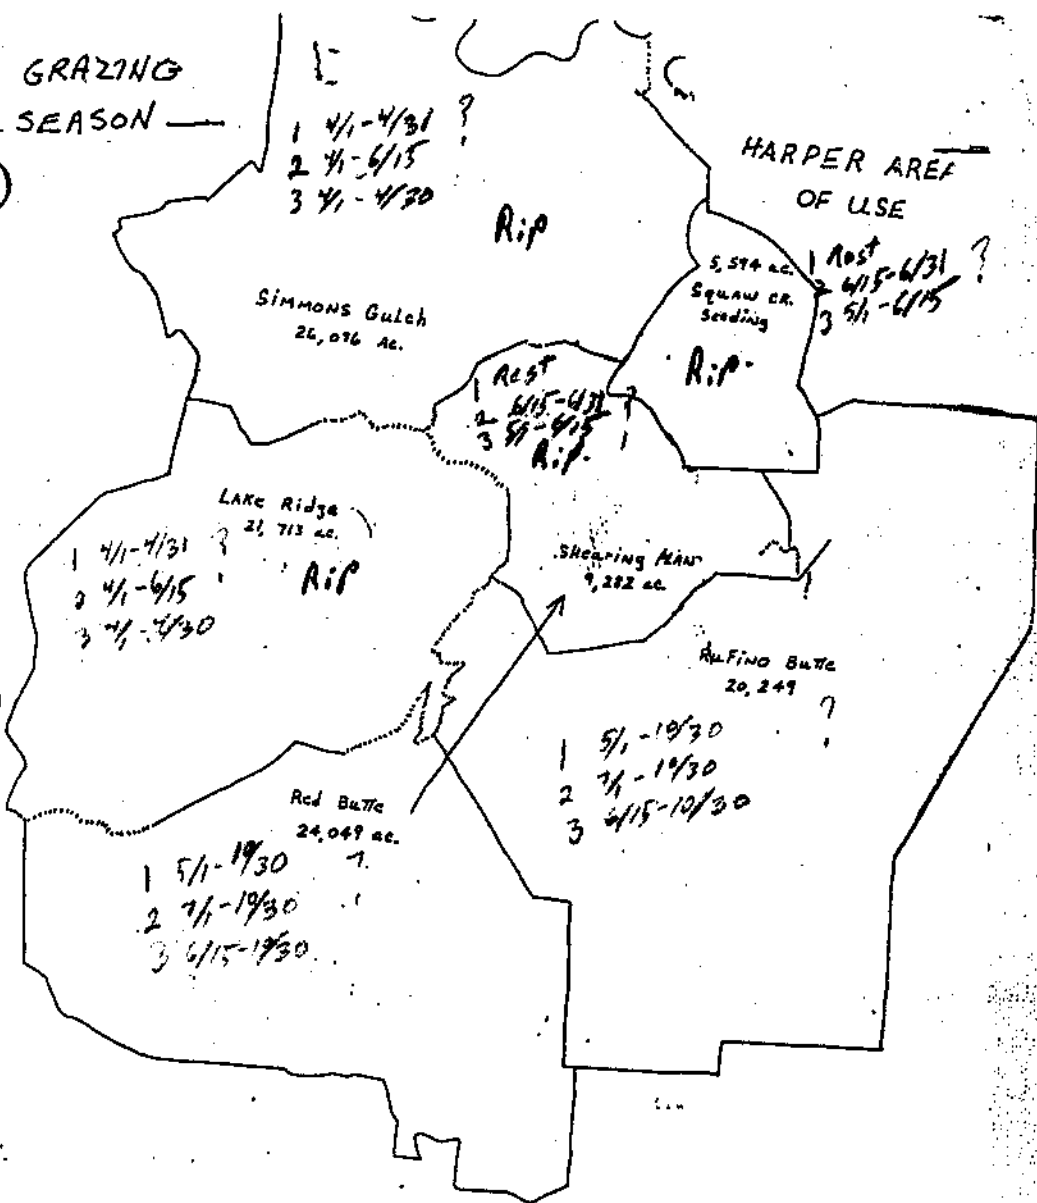 GRAZING
SEASON —
1 4/1-4/31 ?
2 4/1-6/15
3 4/1-4/30
Rip
HARPER AREA
OF USE
SIMMONS Gulch
26,096 Ac.
5,594 ac.
Squaw CR.
Seeding
Rip.
1 Rest
2 6/15-6/31 ?
3 5/1-6/15
1 Rest
2 6/15-6/31 ?
3 5/1-6/15
Rip.
LAKE Ridge
21,713 ac.
1 4/1-4/31 ?
2 4/1-6/15
3 4/1-4/30
Rip
Shearing
9,282 ac.
RUFINO Butte
20,249
1 5/1-10/30 ?
2 7/1-10/30
3 6/15-10/30
Red Butte
24,049 ac.
1 5/1-10/30 ?
2 7/1-10/30
3 6/15-10/30